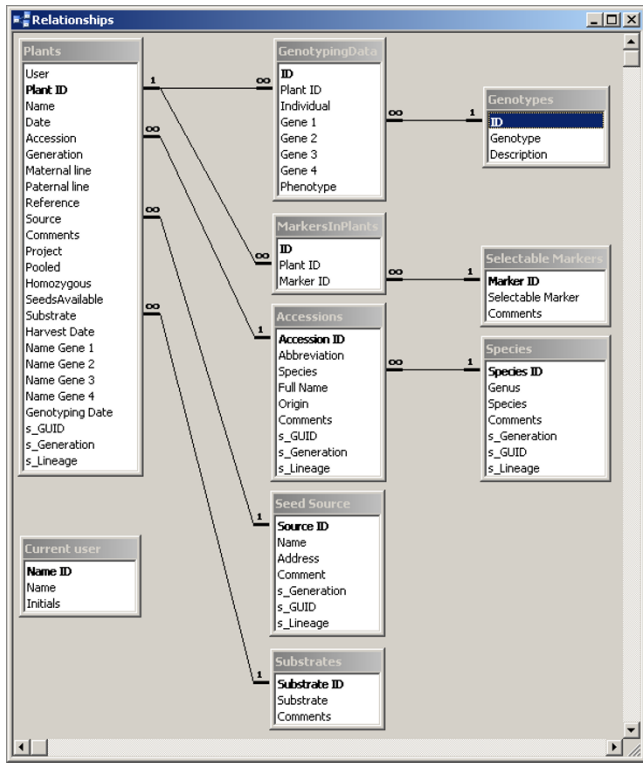 Relationships
Plants
User
Plant ID
Name
Date
Accession
Generation
Maternal line
Paternal line
Reference
Source
Comments
Project
Pooled
Homozygous
SeedsAvailable
Substrate
Harvest Date
Name Gene 1
Name Gene 2
Name Gene 3
Name Gene 4
Genotyping Date
s_GUID
s_Generation
s_Lineage
1
∞
∞
∞
Current user
Name ID
Name
Initials
∞
GenotypingData
ID
Plant ID
Individual
Gene 1
Gene 2
Gene 3
Gene 4
Phenotype
∞
1
Genotypes
ID
Genotype
Description
∞
MarkersInPlants
ID
Plant ID
Marker ID
∞
1
Selectable Markers
Marker ID
Selectable Marker
Comments
1
Accessions
Accession ID
Abbreviation
Species
Full Name
Origin
Comments
s_GUID
s_Generation
s_Lineage
∞
1
Species
Species ID
Genus
Species
Comments
s_Generation
s_GUID
s_Lineage
1
Seed Source
Source ID
Name
Address
Comment
s_Generation
s_GUID
s_Lineage
1
Substrates
Substrate ID
Substrate
Comments